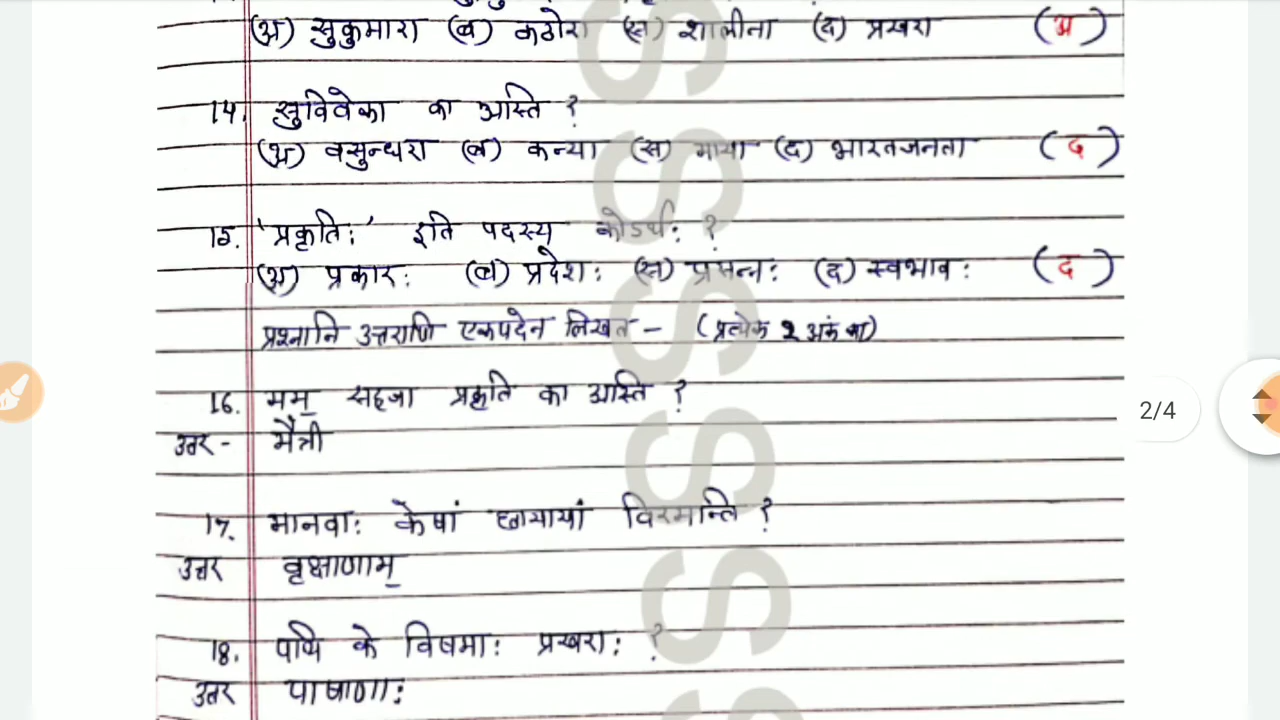 (अ) सुकुमारा (ब) कठोरा (स) शालीना (द) प्रखरा (अ)
14. सुविवेका का अस्ति ?
(अ) वसुन्धरा (ब) कन्या (स) माया (द) भारतजनता (द)
15. 'प्रकृतिः' इति पदस्य कोऽर्थः ?
(अ) प्रकारः (ब) प्रदेशः (स) प्रसन्नः (द) स्वभावः (द)
प्रश्नानि उत्तराणि एकपदेन लिखत - (प्रत्येक 2 अंक का)
16. मम् सहजा प्रकृति का अस्ति ?
उत्तर - मैत्री
17. मानवाः केषां छायायां विरमन्ति ?
उत्तर वृक्षाणाम्
18. पथि के विषमाः प्रखराः ?
उत्तर पाषाणाः
2/4
SSSS